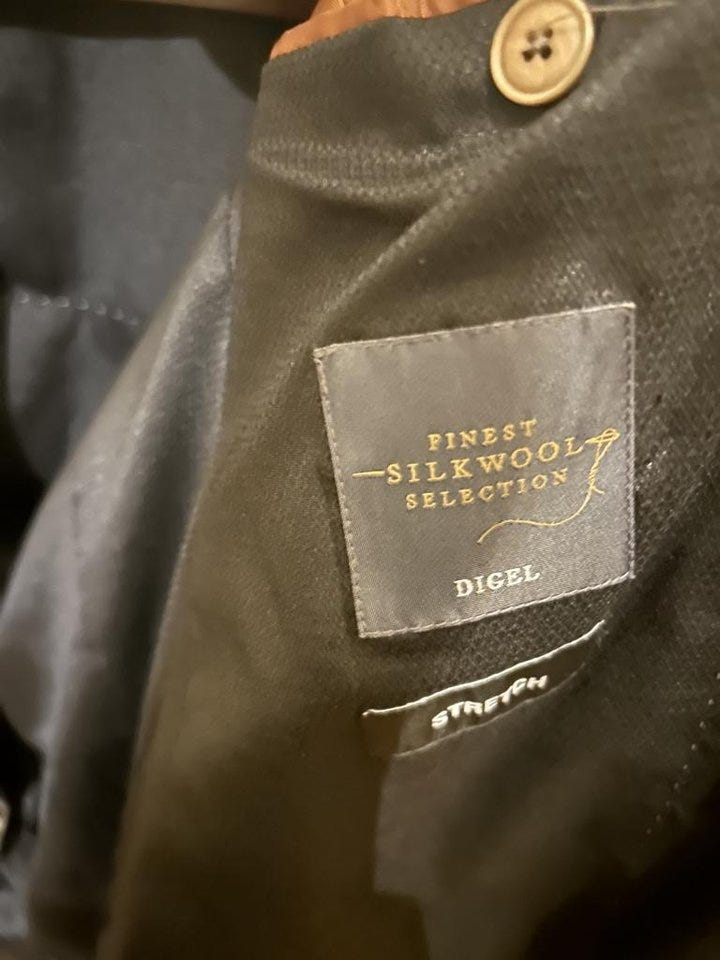 FINEST
SILKWOOL
SELECTION
DIGEL
STRETCH